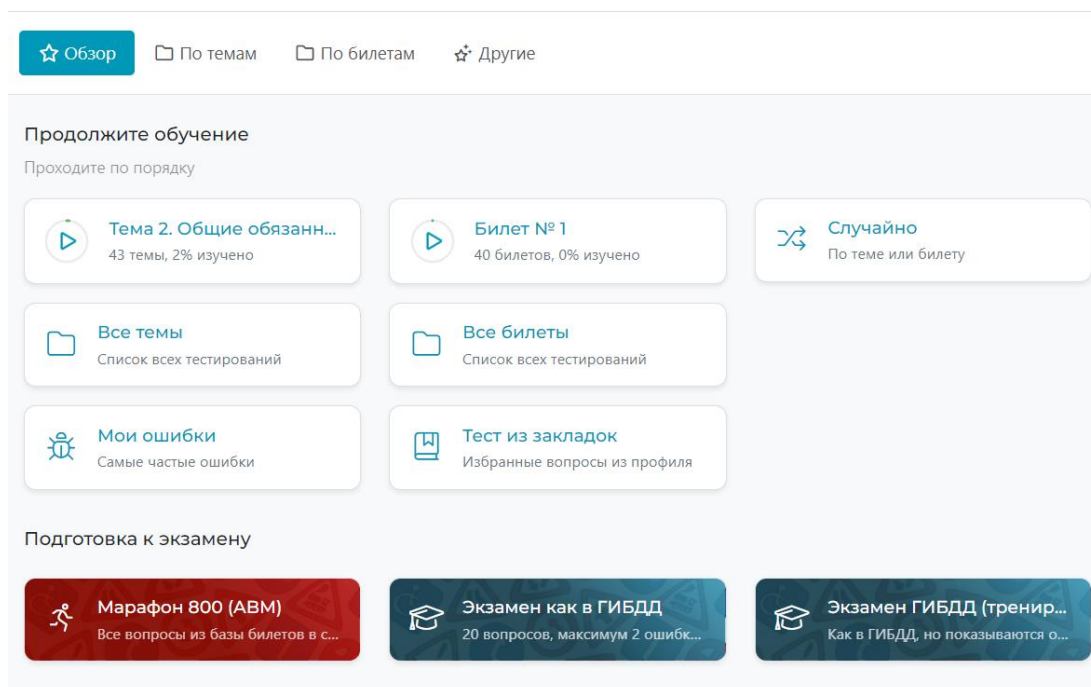 Обзор По темам По билетам Другие
Продолжите обучение
Проходите по порядку
Тема 2. Общие обязанн...
43 темы, 2% изучено
Билет № 1
40 билетов, 0% изучено
Случайно
По теме или билету
Все темы
Список всех тестирований
Все билеты
Список всех тестирований
Мои ошибки
Самые частые ошибки
Тест из закладок
Избранные вопросы из профиля
Подготовка к экзамену
Марафон 800 (ABM)
Все вопросы из базы билетов в с...
Экзамен как в ГИБДД
20 вопросов, максимум 2 ошибк...
Экзамен ГИБДД (тренир...
Как в ГИБДД, но показываются о...